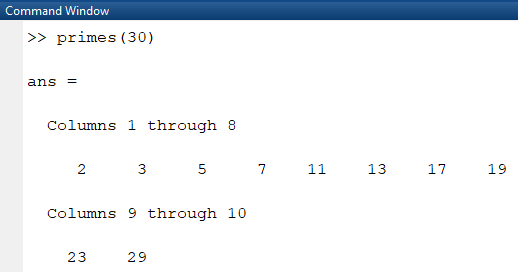 Command Window
>> primes(30)
ans =
Columns 1 through 8
2 3 5 7 11 13 17 19
Columns 9 through 10
23 29